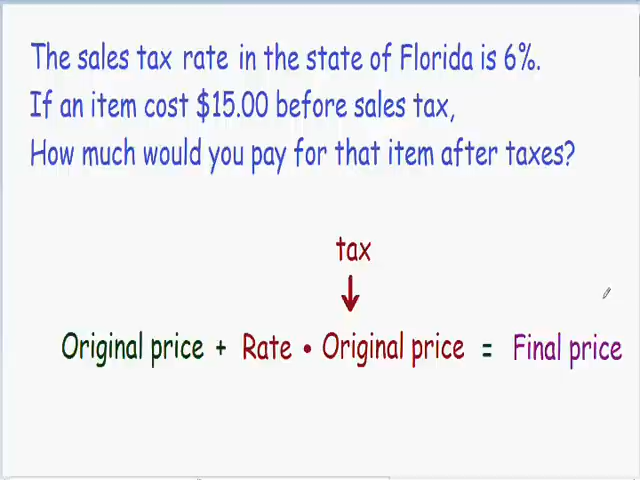 The sales tax rate in the state of Florida is 6%.
If an item cost $15.00 before sales tax,
How much would you pay for that item after taxes?
tax
Original price + Rate • Original price = Final price